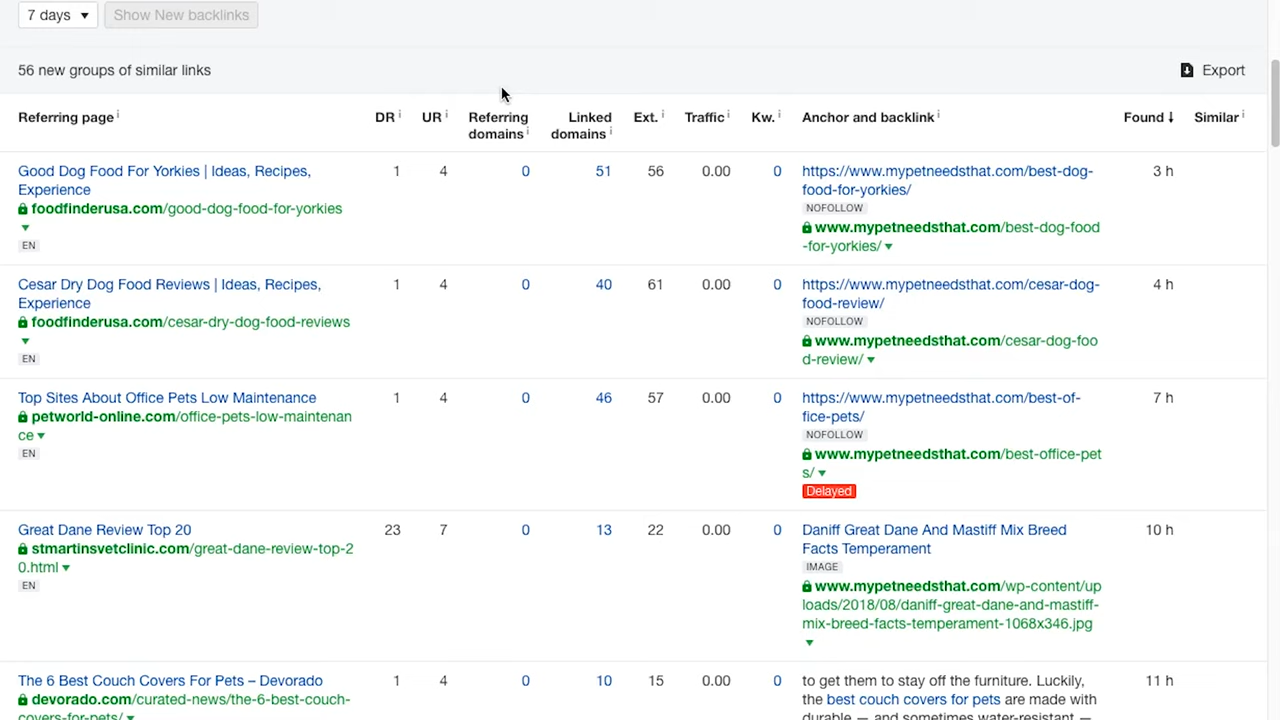 7 days ▼ Show New backlinks
56 new groups of similar links Export
Referring page i DR i UR i Referring domains i Linked domains i Ext. i Traffic i Kw. i Anchor and backlink i Found ↓ Similar i
Good Dog Food For Yorkies | Ideas, Recipes, 1 4 0 51 56 0.00 0 https://www.mypetneedsthat.com/best-dog- 3 h
Experience food-for-yorkies/
foodfinderusa.com/good-dog-food-for-yorkies NOFOLLOW
▼ www.mypetneedsthat.com/best-dog-food
EN -for-yorkies/ ▼
Cesar Dry Dog Food Reviews | Ideas, Recipes, 1 4 0 40 61 0.00 0 https://www.mypetneedsthat.com/cesar-dog- 4 h
Experience food-review/
foodfinderusa.com/cesar-dry-dog-food-reviews NOFOLLOW
▼ www.mypetneedsthat.com/cesar-dog-foo
EN d-review/ ▼
Top Sites About Office Pets Low Maintenance 1 4 0 46 57 0.00 0 https://www.mypetneedsthat.com/best-of- 7 h
petworld-online.com/office-pets-low-maintenan fice-pets/
ce ▼ NOFOLLOW
EN www.mypetneedsthat.com/best-office-pet
s/ ▼
Delayed
Great Dane Review Top 20 23 7 0 13 22 0.00 0 Daniff Great Dane And Mastiff Mix Breed 10 h
stmartinsvetclinic.com/great-dane-review-top-2 Facts Temperament
0.html ▼ IMAGE
EN www.mypetneedsthat.com/wp-content/up
loads/2018/08/daniff-great-dane-and-mastiff-
mix-breed-facts-temperament-1068x346.jpg
▼
The 6 Best Couch Covers For Pets – Devorado 1 4 0 10 15 0.00 0 to get them to stay off the furniture. Luckily, 11 h
devorado.com/curated-news/the-6-best-couch- the best couch covers for pets are made with
covers-for-pets/ ▼ durable — and sometimes water-resistant —